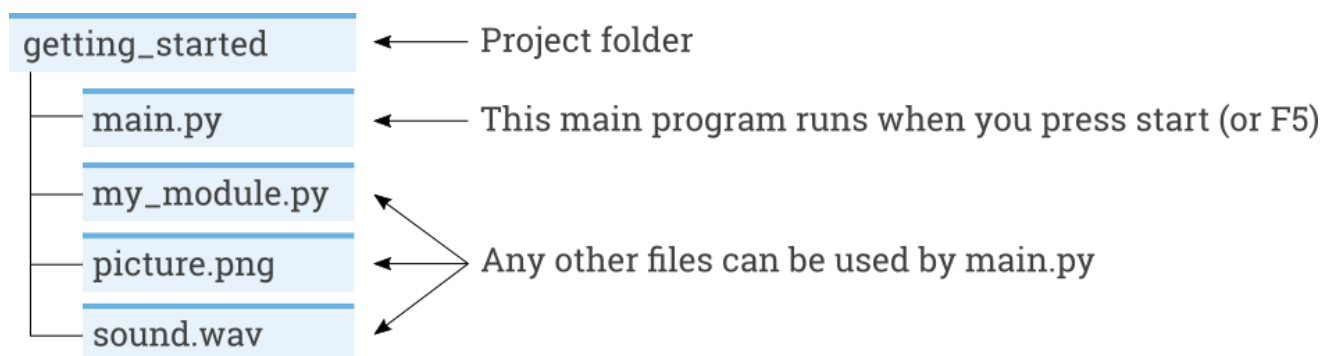 getting_started
Project folder
main.py
This main program runs when you press start (or F5)
my_module.py
picture.png
Any other files can be used by main.py
sound.wav